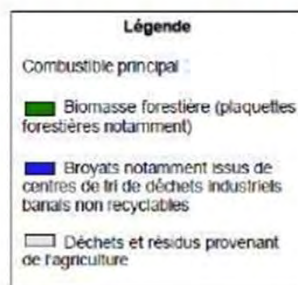 Légende
Combustible principal :
Biomasse forestière (plaquettes
forestières notamment)
Broyats notamment issus de
centres de tri de déchets industriels
banals non recyclables
Déchets et résidus provenant
de l'agriculture